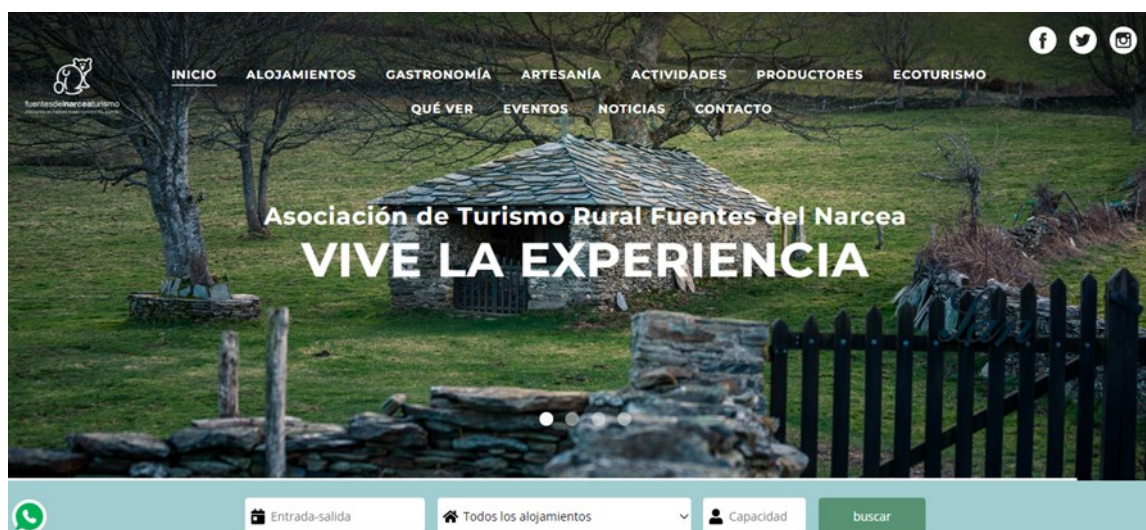 INICIO ALOJAMIENTOS GASTRONOMÍA ARTESANÍA ACTIVIDADES PRODUCTORES ECOTURISMO
fuentesdelnarceaturismo
QUÉ VER EVENTOS NOTICIAS CONTACTO
Asociación de Turismo Rural Fuentes del Narcea
VIVE LA EXPERIENCIA
San
Entrada-salida Todos los alojamientos Capacidad buscar